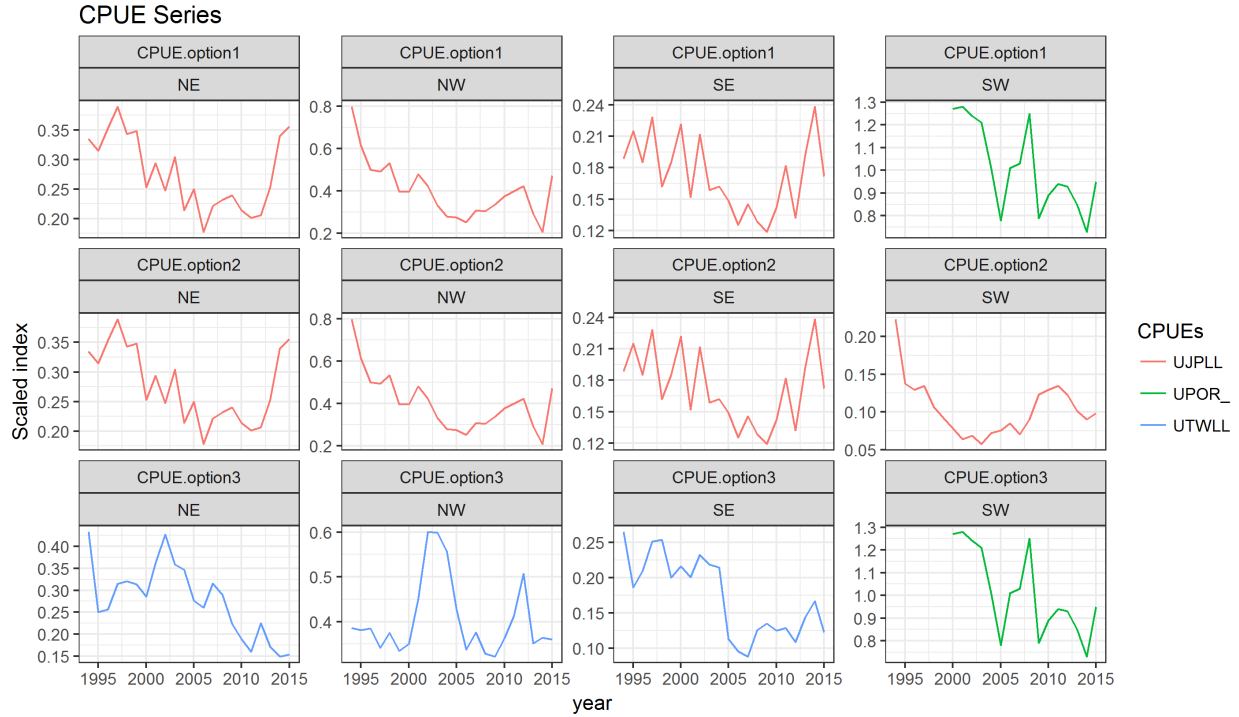 CPUE Series
CPUE.option1 CPUE.option1 CPUE.option1 CPUE.option1
NE NW SE SW
0.35 0.30 0.25 0.20
0.8 0.6 0.4 0.2
0.24 0.21 0.18 0.15 0.12
1.3 1.2 1.1 1.0 0.9 0.8
CPUE.option2 CPUE.option2 CPUE.option2 CPUE.option2
NE NW SE SW
0.35 0.30 0.25 0.20
0.8 0.6 0.4 0.2
0.24 0.21 0.18 0.15 0.12
0.20 0.15 0.10 0.05
CPUE.option3 CPUE.option3 CPUE.option3 CPUE.option3
NE NW SE SW
0.40 0.35 0.30 0.25 0.20 0.15
0.6 0.5 0.4
0.25 0.20 0.15 0.10
1.3 1.2 1.1 1.0 0.9 0.8
1995 2000 2005 2010 2015 1995 2000 2005 2010 2015 1995 2000 2005 2010 2015 1995 2000 2005 2010 2015
year
Scaled index
CPUEs
UJPLL
UPOR_
UTWLL